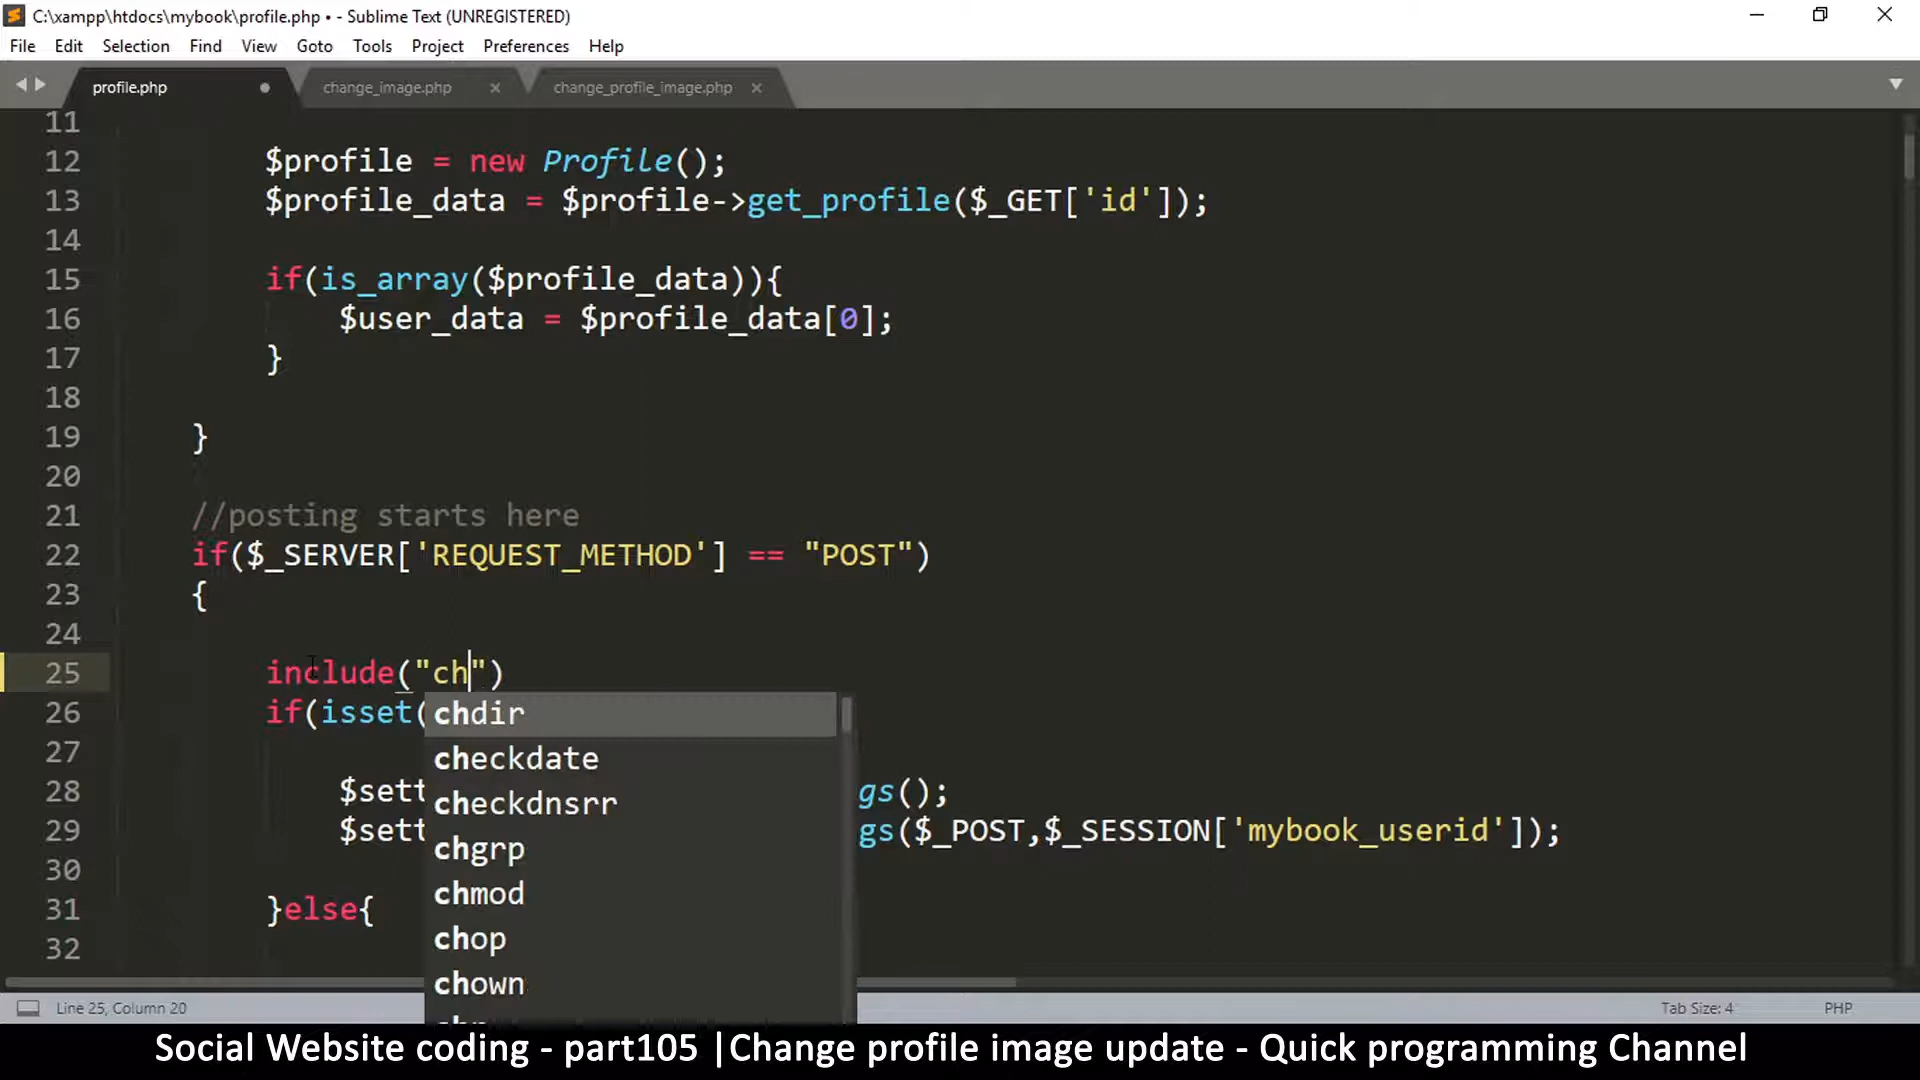 C:\xampp\htdocs\mybook\profile.php • - Sublime Text (UNREGISTERED)
File Edit Selection Find View Goto Tools Project Preferences Help
profile.php change_image.php change_profile_image.php
11
12 $profile = new Profile();
13 $profile_data = $profile->get_profile($_GET['id']);
14
15 if(is_array($profile_data)){
16 $user_data = $profile_data[0];
17 }
18
19 }
20
21 //posting starts here
22 if($_SERVER['REQUEST_METHOD'] == "POST")
23 {
24
25 include("ch")
26 if(isset(
chdir
27
checkdate
28 $sett gs();
checkdnsrr
29 $sett gs($_POST,$_SESSION['mybook_userid']);
chgrp
30
chmod
31 }else{
chop
32
chown
Line 25, Column 20 Tab Size: 4 PHP
Social Website coding - part105 |Change profile image update - Quick programming Channel